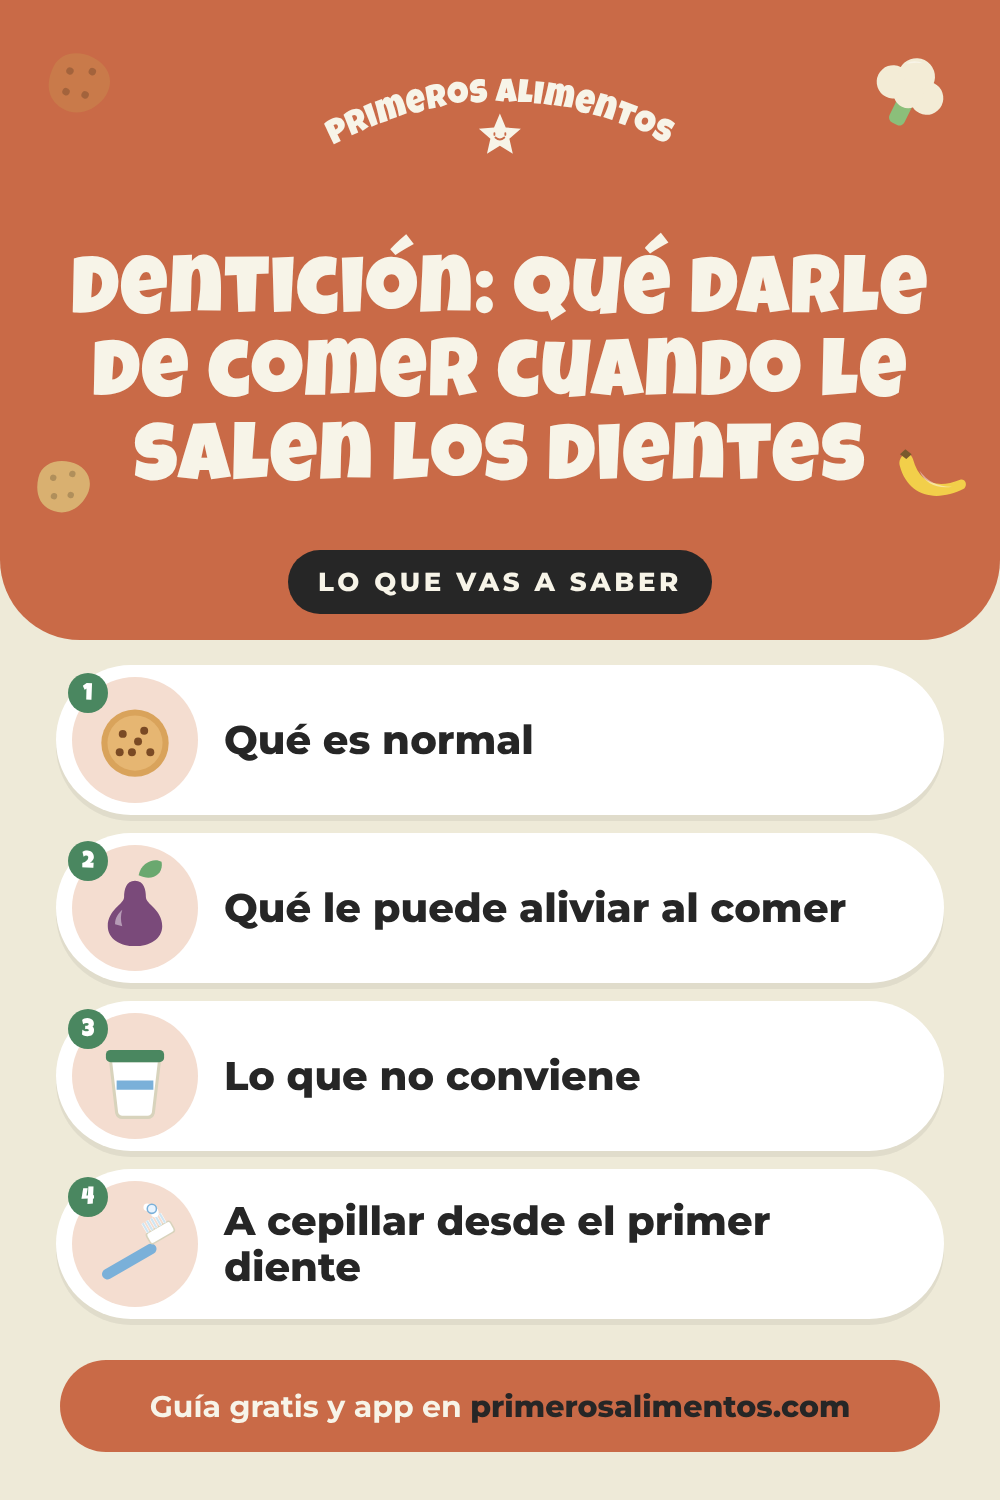 PRIMEROS ALIMENTOS
DENTICIÓN: QUÉ DARLE
DE COMER CUANDO LE
SALEN LOS DIENTES
LO QUE VAS A SABER
1
Qué es normal
2
Qué le puede aliviar al comer
3
Lo que no conviene
4
A cepillar desde el primer
diente
Guía gratis y app en primerosalimentos.com